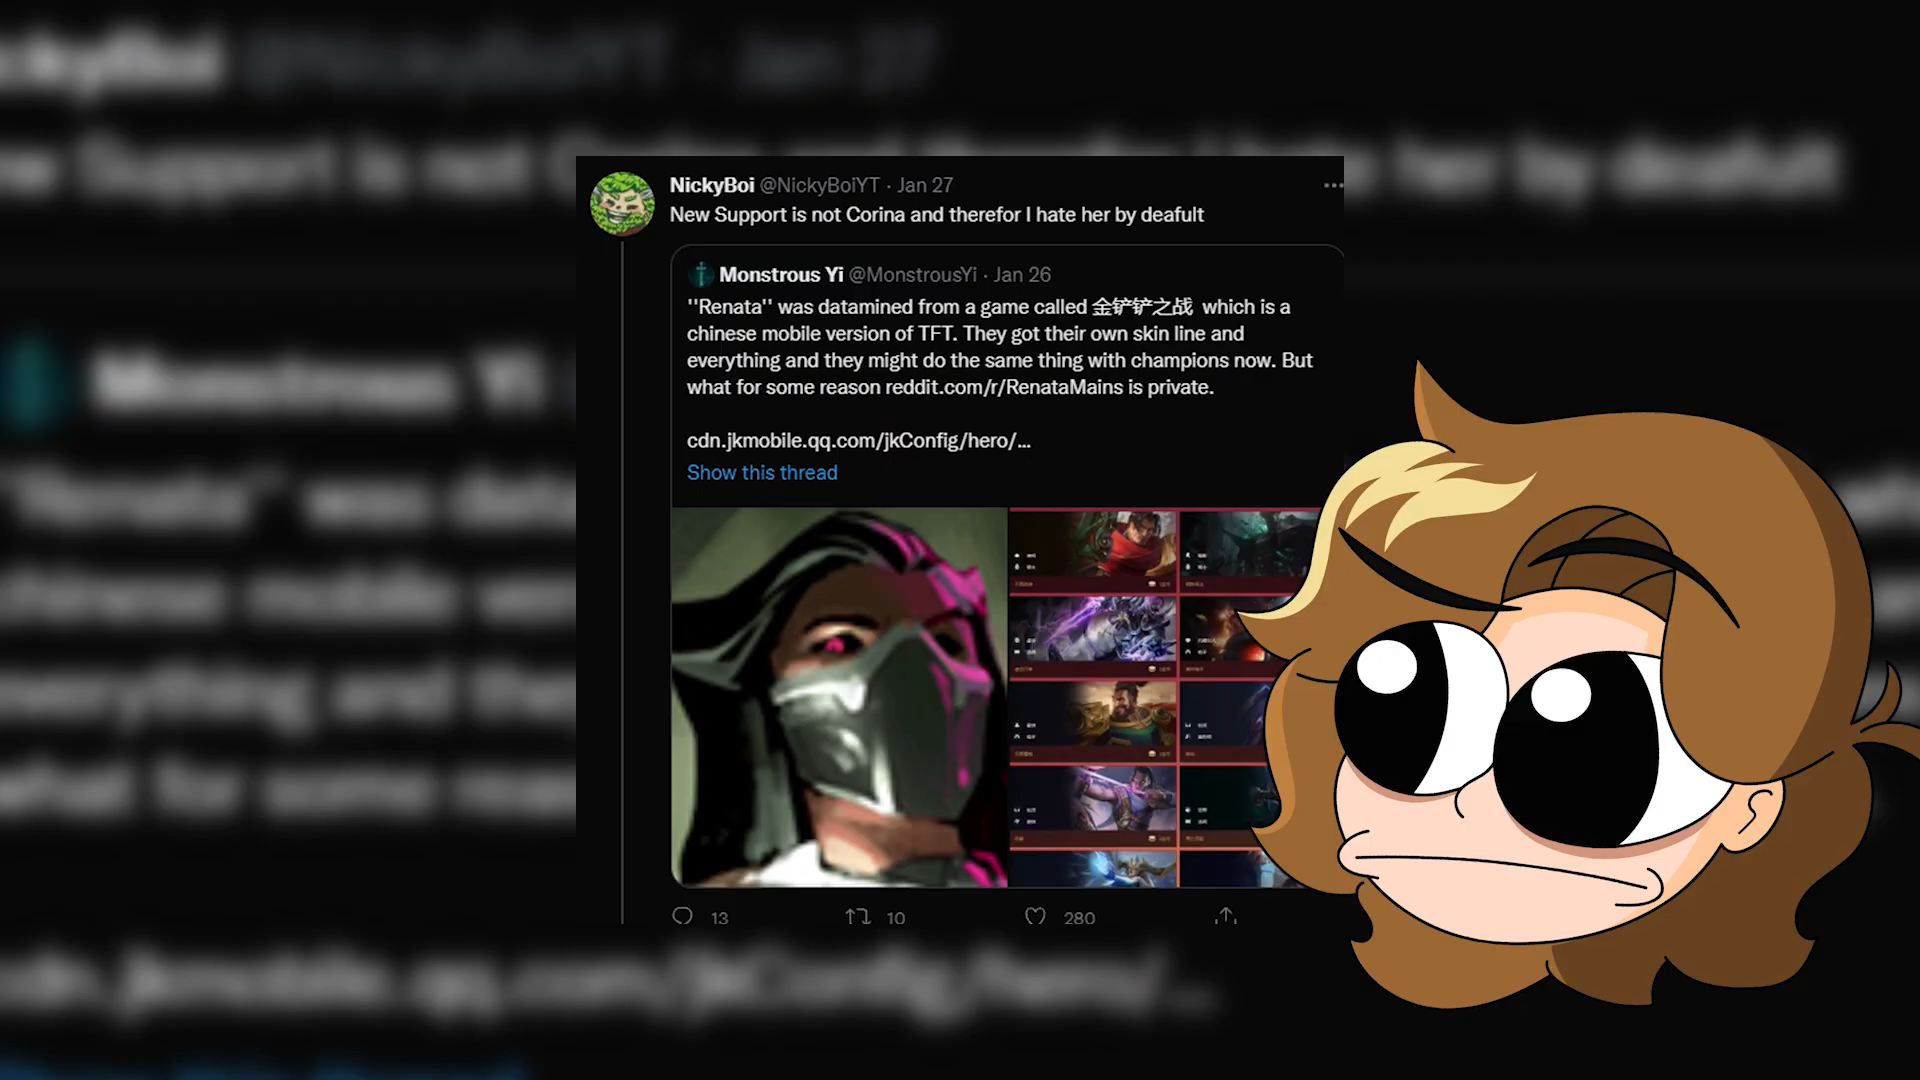 NickyBoi @NickyBoiYT · Jan 27
New Support is not Corina and therefor I hate her by deafult
Monstrous Yi @MonstrousYi · Jan 26
''Renata'' was datamined from a game called 金铲铲之战 which is a
chinese mobile version of TFT. They got their own skin line and
everything and they might do the same thing with champions now. But
what for some reason reddit.com/r/RenataMains is private.
cdn.jkmobile.qq.com/jkConfig/hero/...
Show this thread
13 10 280